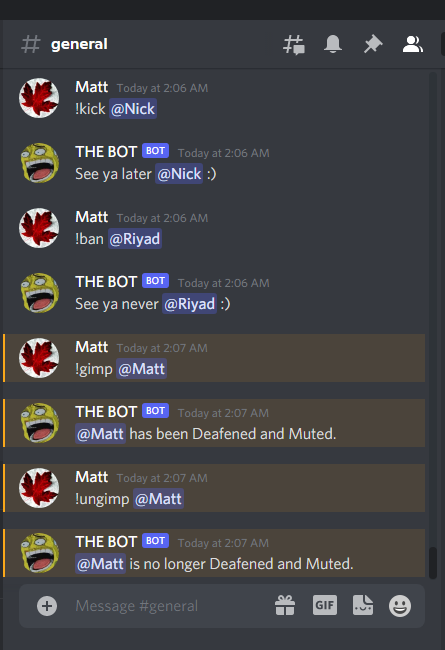 general
Matt Today at 2:06 AM
!kick @Nick
THE BOT BOT Today at 2:06 AM
See ya later @Nick :)
Matt Today at 2:06 AM
!ban @Riyad
THE BOT BOT Today at 2:06 AM
See ya never @Riyad :)
Matt Today at 2:07 AM
!gimp @Matt
THE BOT BOT Today at 2:07 AM
@Matt has been Deafened and Muted.
Matt Today at 2:07 AM
!ungimp @Matt
THE BOT BOT Today at 2:07 AM
@Matt is no longer Deafened and Muted.
Message #general GIF